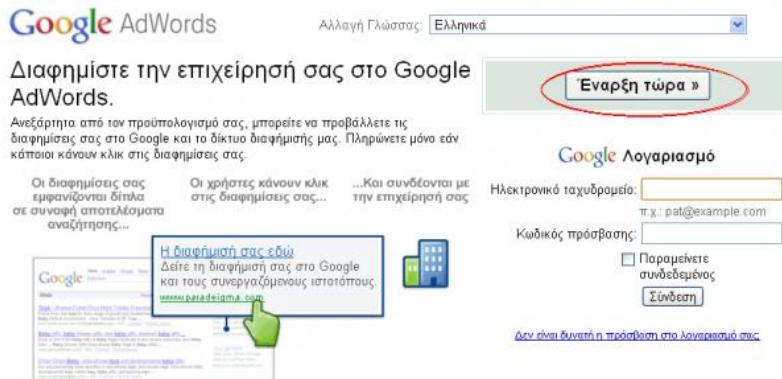 Google AdWords
Αλλαγή Γλώσσας: Ελληνικά
Διαφημίστε την επιχείρησή σας στο Google
AdWords.
Ανεξάρτητα από τον προϋπολογισμό σας, μπορείτε να προβάλλετε τις
διαφημίσεις σας στο Google και το δίκτυο διαφήμισής μας. Πληρώνετε μόνο εάν
κάποιοι κάνουν κλικ στις διαφημίσεις σας.
Οι διαφημίσεις σας
εμφανίζονται δίπλα
σε συναφή αποτελέσματα
αναζήτησης...
Οι χρήστες κάνουν κλικ
στις διαφημίσεις σας...
...Και συνδέονται με
την επιχείρησή σας
Google
Η διαφήμισή σας εδώ
Δείτε τη διαφήμισή σας στο Google
και τους συνεργαζόμενους ιστοτόπους.
www.paradeigma.com
Έναρξη τώρα »
Google Λογαριασμό
Ηλεκτρονικό ταχυδρομείο:
π.χ.: pat@example.com
Κωδικός πρόσβασης:
Παραμείνετε
συνδεδεμένος
Σύνδεση
Δεν είναι δυνατή η πρόσβαση στο λογαριασμό σας;